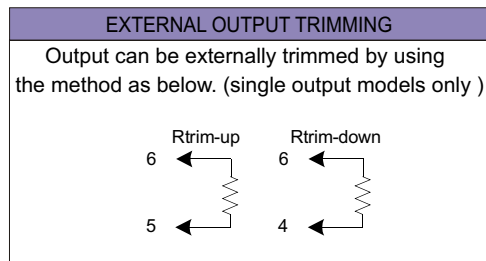 EXTERNAL OUTPUT TRIMMING
Output can be externally trimmed by using
the method as below. (single output models only )
Rtrim-up Rtrim-down
6 6
5 4